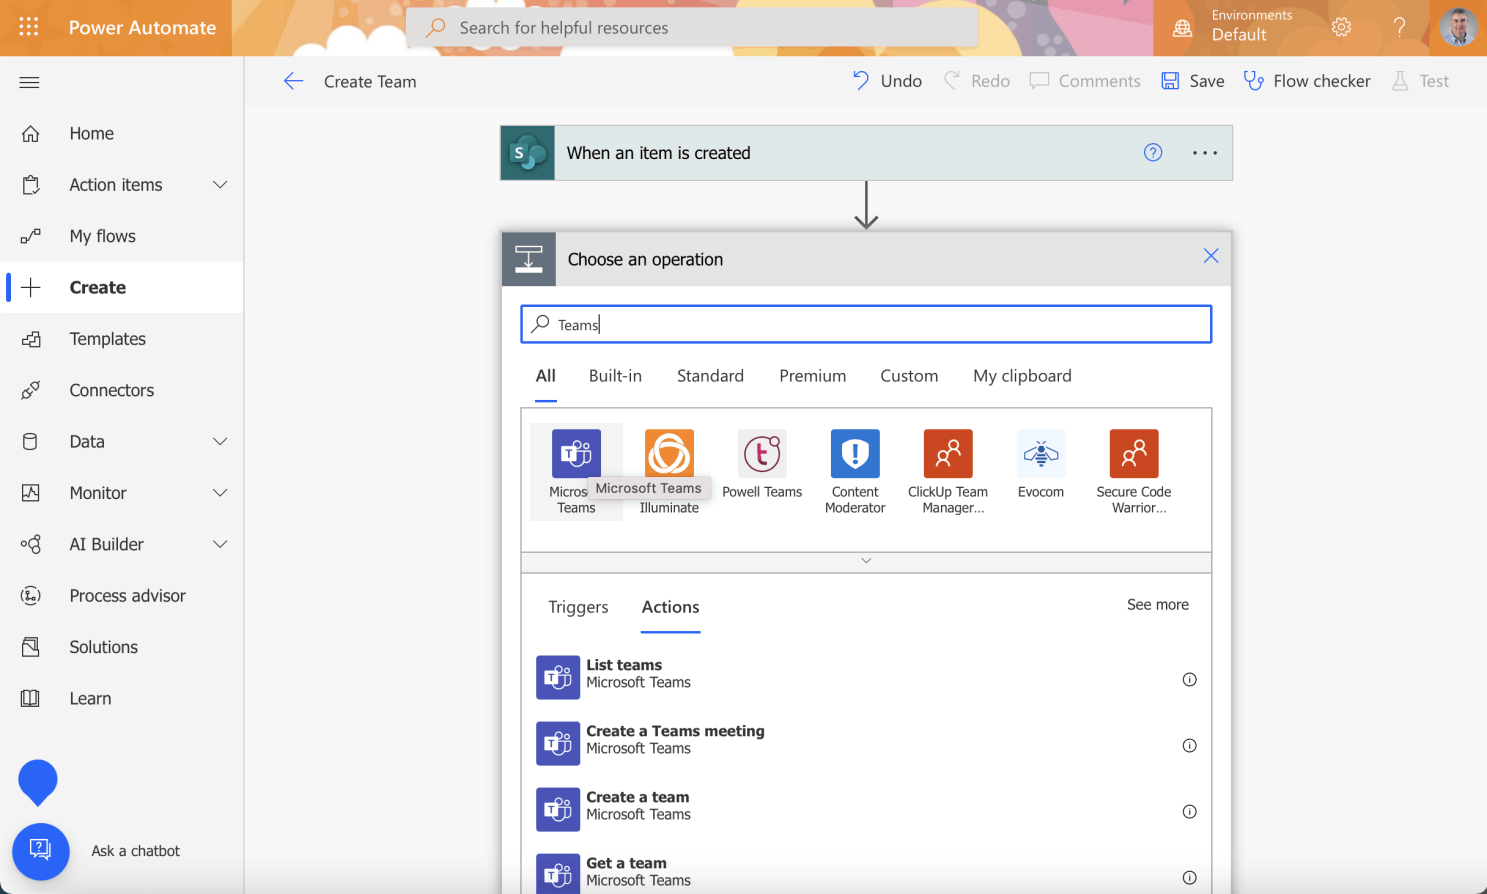 Power Automate
Search for helpful resources
Environments
Default
Create Team
Undo
Redo
Comments
Save
Flow checker
Test
Home
Action items
My flows
Create
Templates
Connectors
Data
Monitor
AI Builder
Process advisor
Solutions
Learn
Ask a chatbot
S
When an item is created
Choose an operation
Teams
All
Built-in
Standard
Premium
Custom
My clipboard
Teams
Microsoft Teams
Illuminate
Powell Teams
Content
Moderator
ClickUp Team
Manager...
Evocom
Secure Code
Warrior...
Triggers
Actions
See more
List teams
Microsoft Teams
Create a Teams meeting
Microsoft Teams
Create a team
Microsoft Teams
Get a team
Microsoft Teams